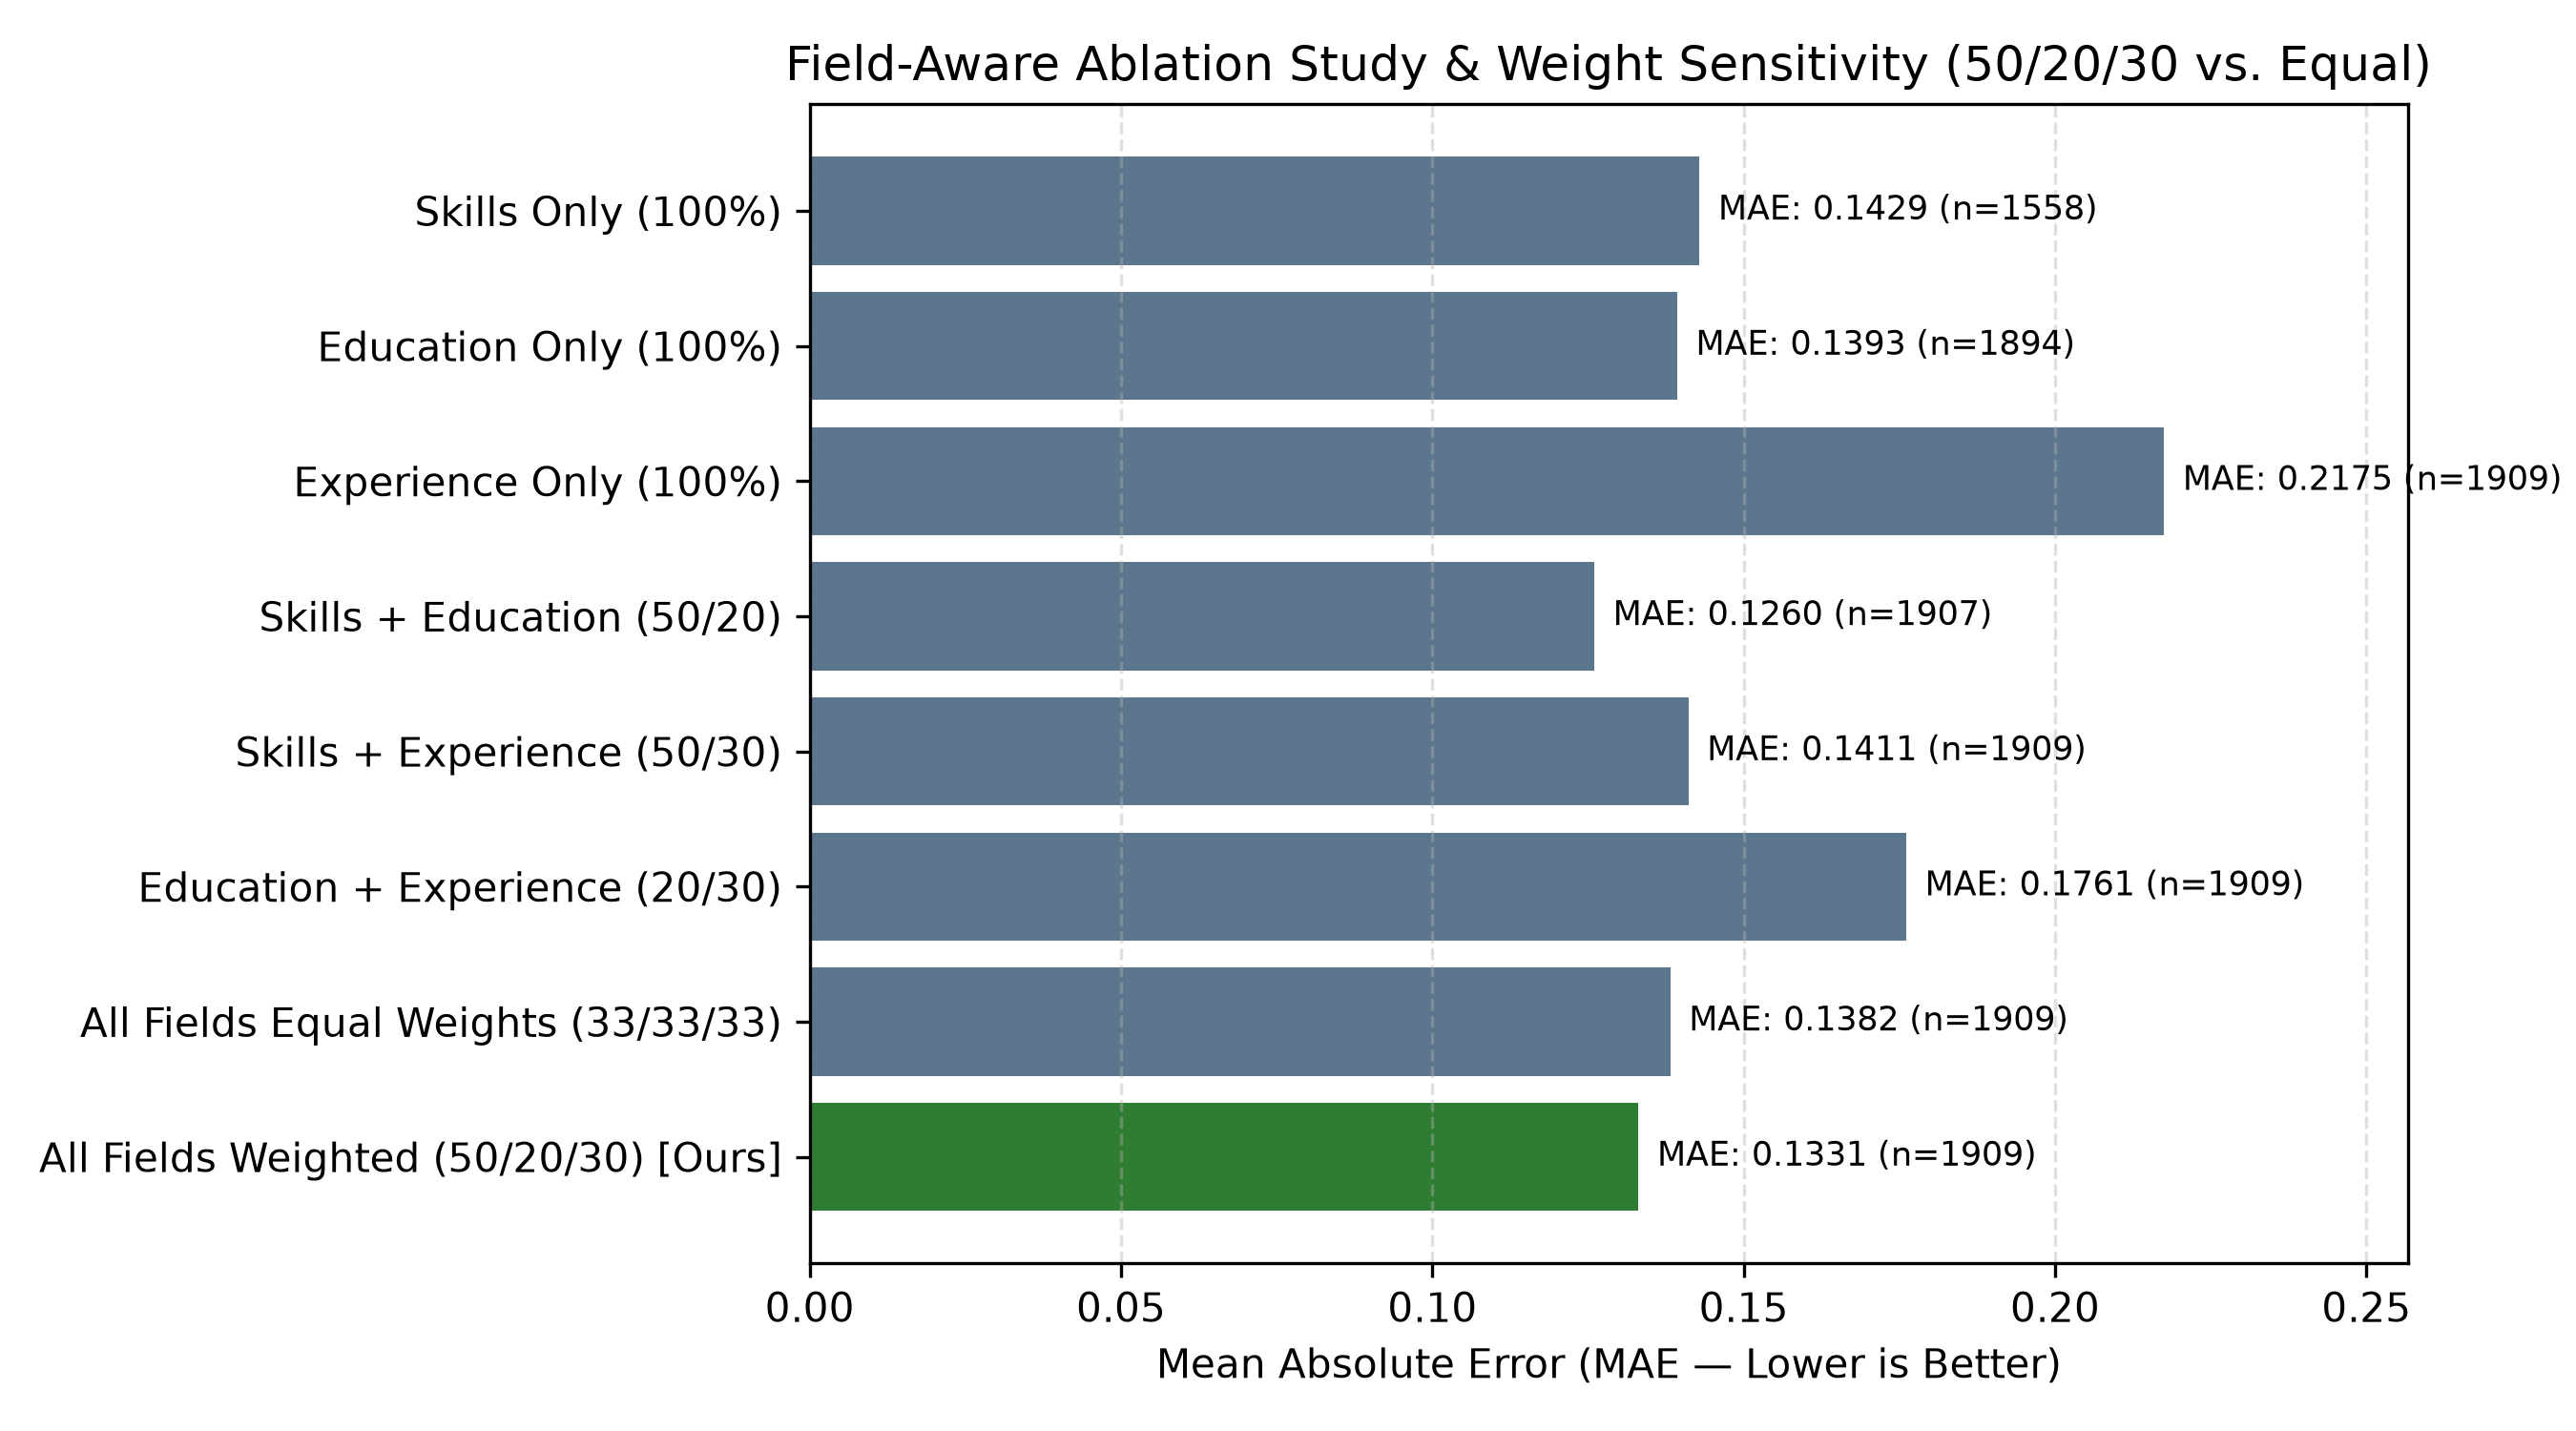 Field-Aware Ablation Study & Weight Sensitivity (50/20/30 vs. Equal)
Skills Only (100%)
MAE: 0.1429 (n=1558)
Education Only (100%)
MAE: 0.1393 (n=1894)
Experience Only (100%)
MAE: 0.2175 (n=1909)
Skills + Education (50/20)
MAE: 0.1260 (n=1907)
Skills + Experience (50/30)
MAE: 0.1411 (n=1909)
Education + Experience (20/30)
MAE: 0.1761 (n=1909)
All Fields Equal Weights (33/33/33)
MAE: 0.1382 (n=1909)
All Fields Weighted (50/20/30) [Ours]
MAE: 0.1331 (n=1909)
0.00 0.05 0.10 0.15 0.20 0.25
Mean Absolute Error (MAE — Lower is Better)